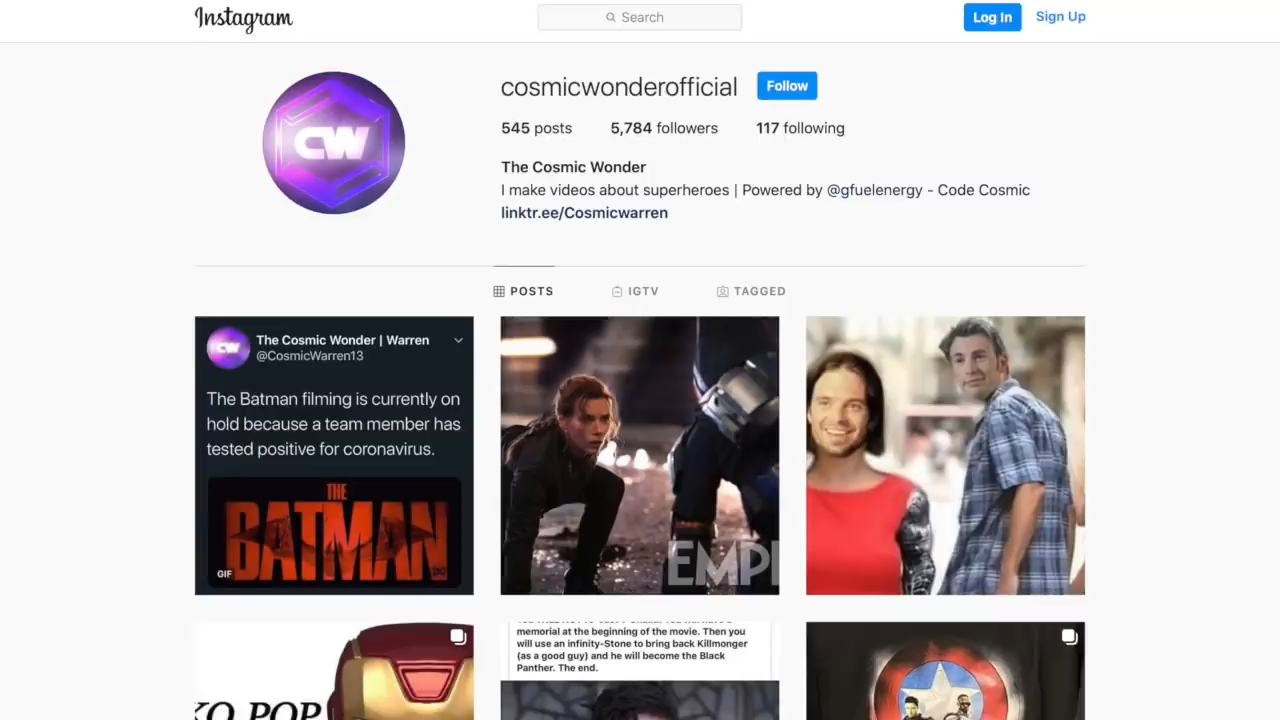 Instagram
Search
Log In
Sign Up
CW
cosmicwonderofficial
Follow
545 posts
5,784 followers
117 following
The Cosmic Wonder
I make videos about superheroes | Powered by @gfuelenergy - Code Cosmic
linktr.ee/Cosmicwarren
POSTS
IGTV
TAGGED
CW
The Cosmic Wonder | Warren
@CosmicWarren13
The Batman filming is currently on
hold because a team member has
tested positive for coronavirus.
THE
BATMAN
GIF
EMPI
memorial at the beginning of the movie. Then you
will use an infinity-Stone to bring back Killmonger
(as a good guy) and he will become the Black
Panther. The end.
KO POP